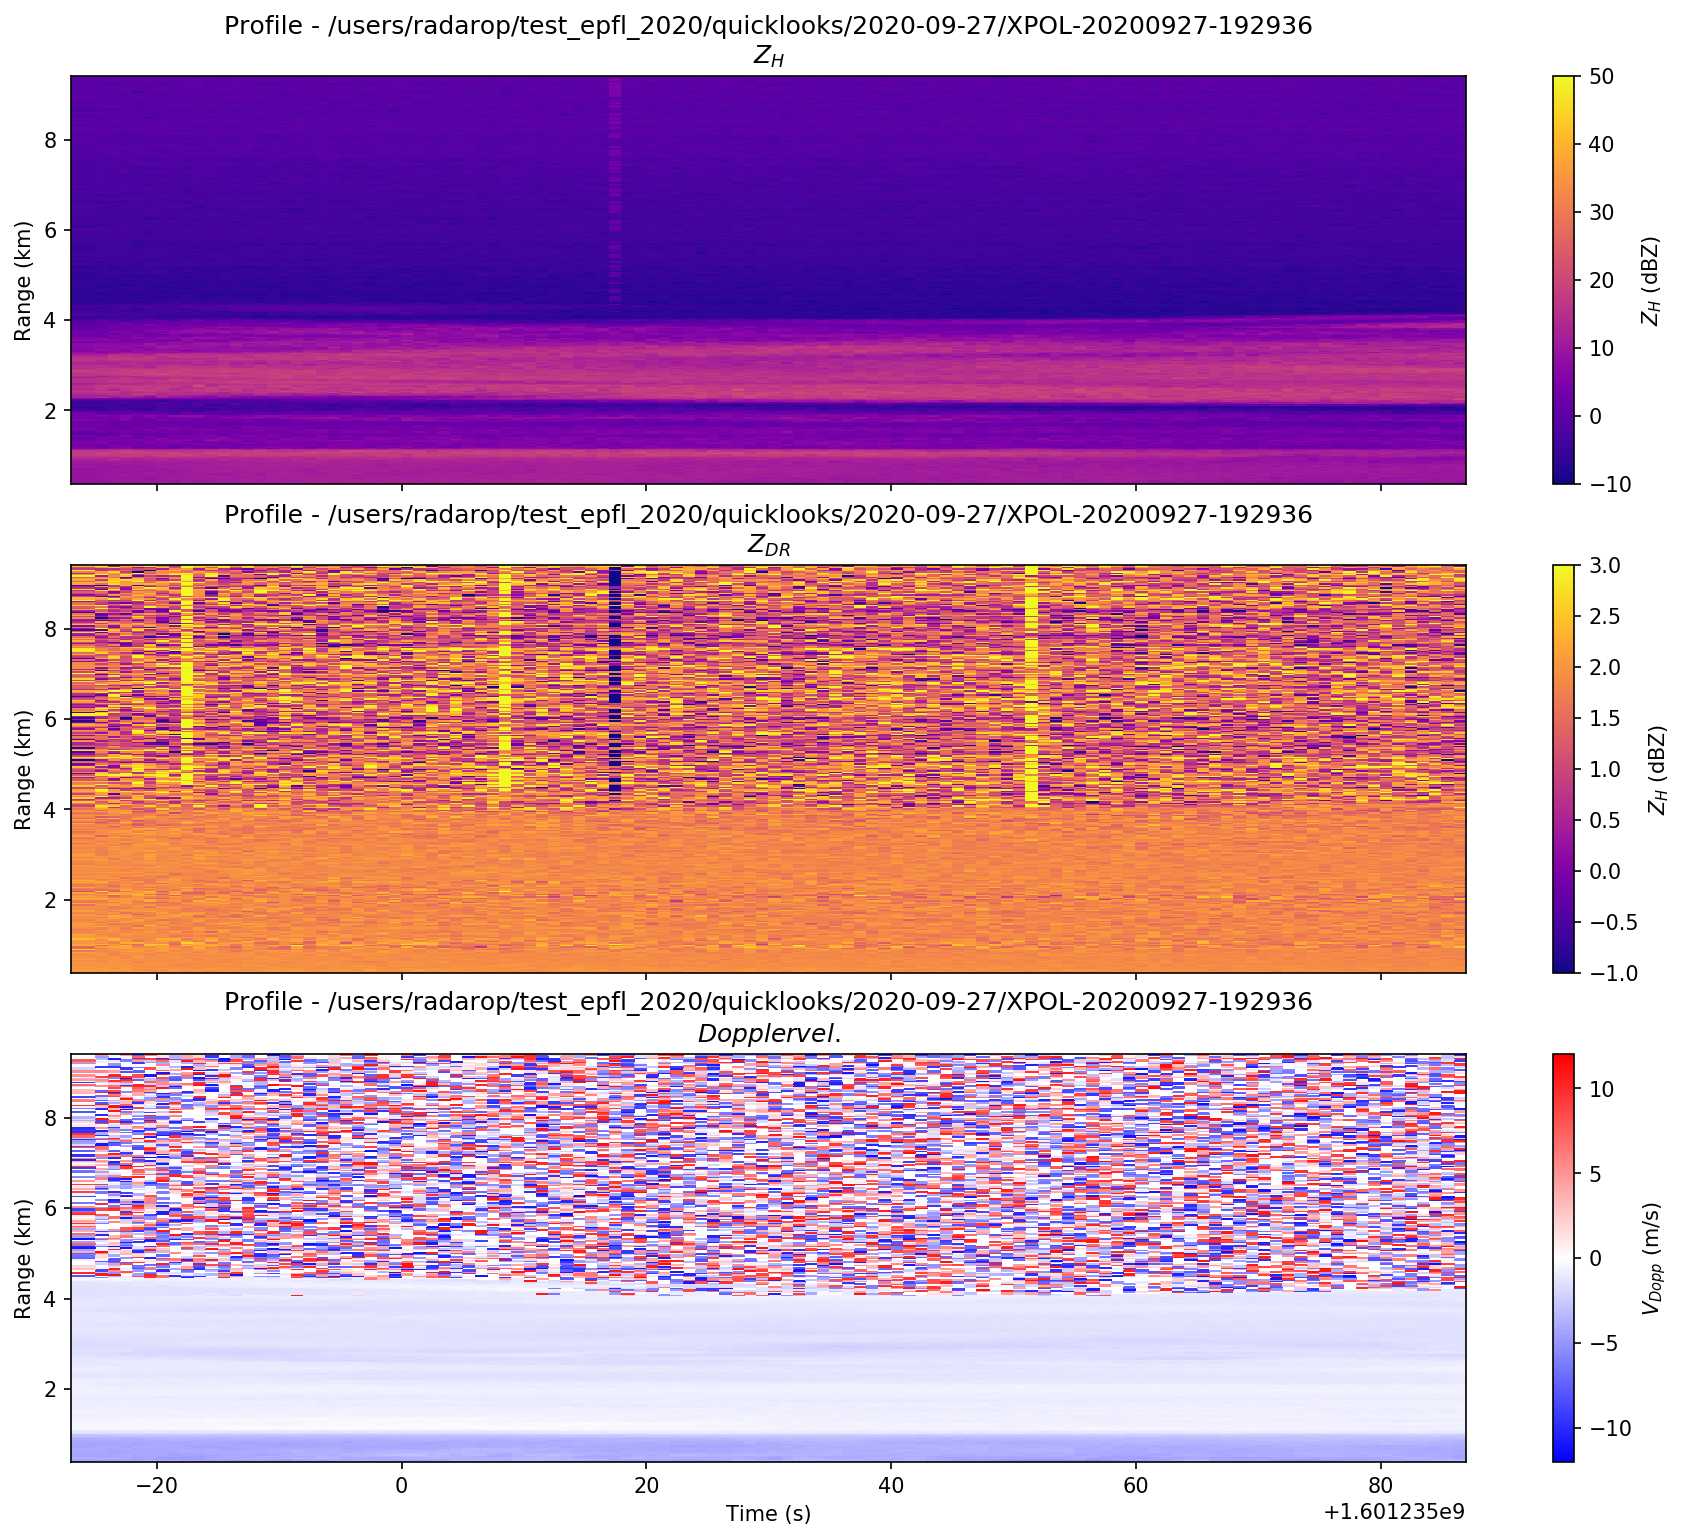 Profile - /users/radarop/test_epfl_2020/quicklooks/2020-09-27/XPOL-20200927-192936
Z_H
Range (km)
8
6
4
2
50
40
30
20
10
0
−10
Z_H (dBZ)
Profile - /users/radarop/test_epfl_2020/quicklooks/2020-09-27/XPOL-20200927-192936
Z_DR
Range (km)
8
6
4
2
3.0
2.5
2.0
1.5
1.0
0.5
0.0
−0.5
−1.0
Z_H (dBZ)
Profile - /users/radarop/test_epfl_2020/quicklooks/2020-09-27/XPOL-20200927-192936
Dopplervel.
Range (km)
8
6
4
2
10
5
0
−5
−10
V_Dopp (m/s)
−20 0 20 40 60 80
Time (s)
+1.601235e9